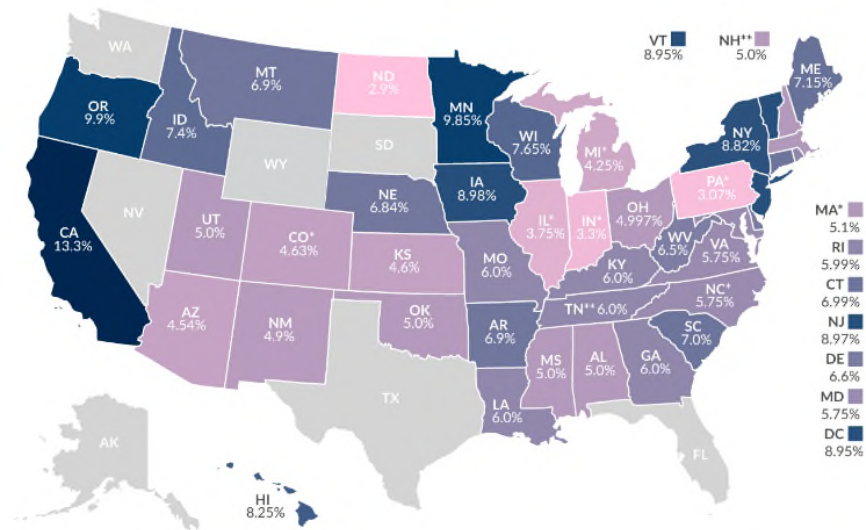 WA
VT
8.95%
NH**
5.0%
ME
7.15%
MT
6.9%
ND
2.9%
OR
9.9%
ID
7.4%
MN
9.85%
WI
7.65%
NY
8.82%
SD
MI*
4.25%
WY
IA
8.98%
PA*
3.07%
NE
6.84%
NV
UT
5.0%
CA
13.3%
CO*
4.63%
IL*
3.75%
IN*
3.3%
OH
4.997%
MA*
5.1%
KS
4.6%
MO
6.0%
WV
6.5%
VA
5.75%
RI
5.99%
KY
6.0%
CT
6.99%
NC*
5.75%
TN** 6.0%
AZ
4.54%
NM
4.9%
OK
5.0%
AR
6.9%
SC
7.0%
NJ
8.97%
MS
5.0%
AL
5.0%
GA
6.0%
DE
6.6%
TX
LA
6.0%
MD
5.75%
AK
FL
DC
8.95%
HI
8.25%